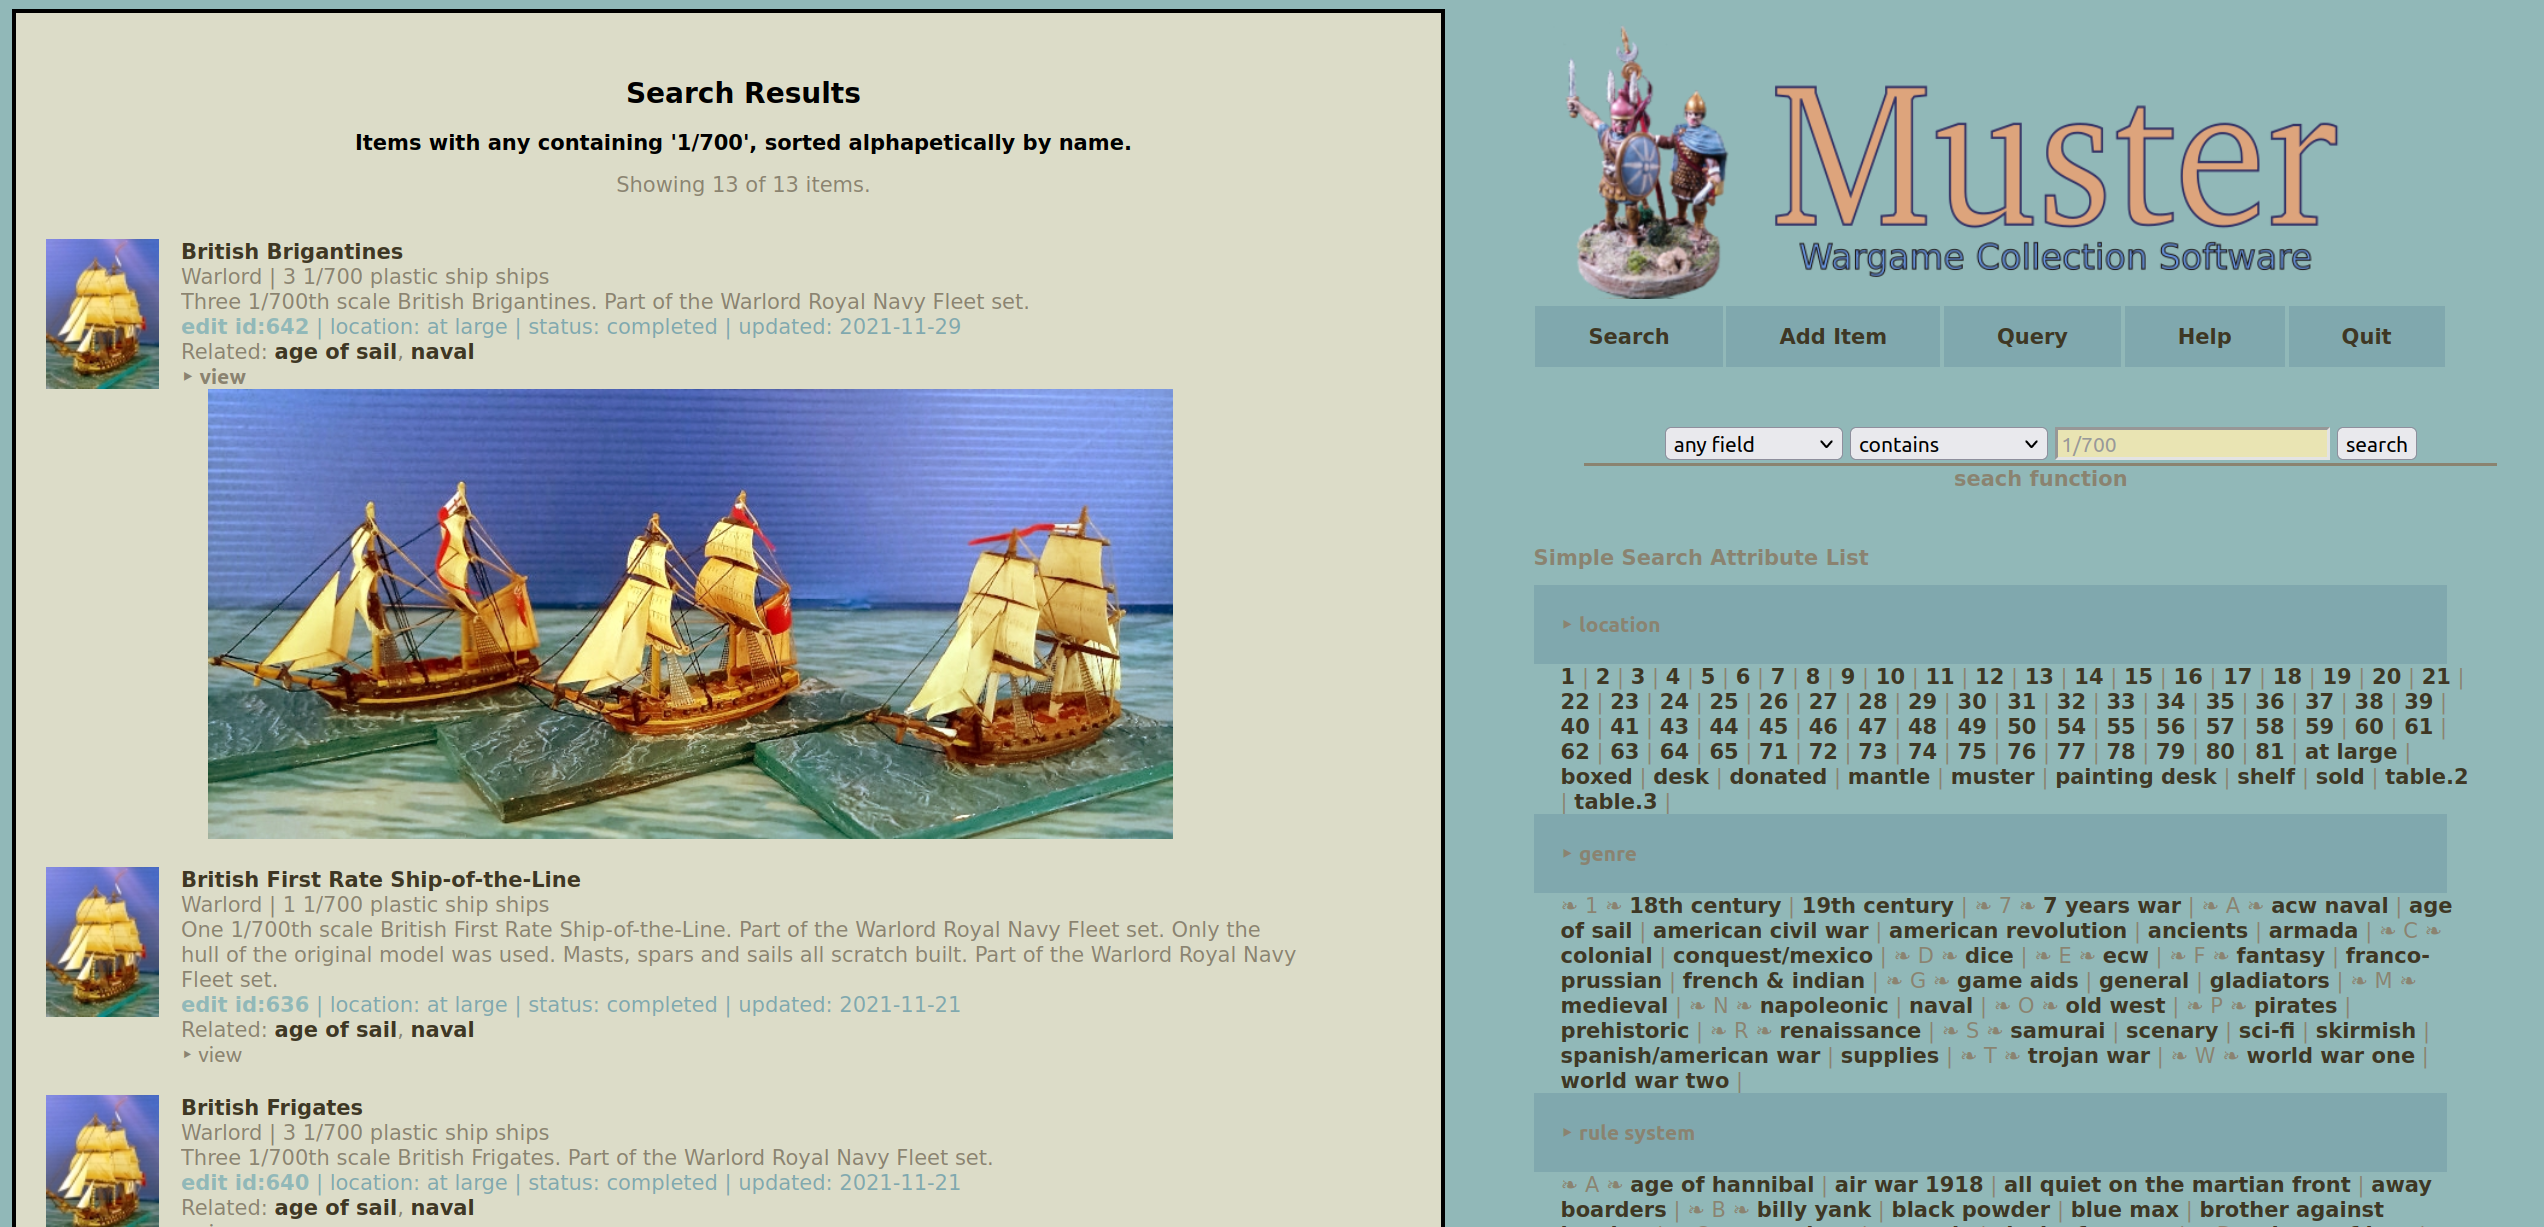 Search Results
Items with any containing '1/700', sorted alphapetically by name.
Showing 13 of 13 items.
British Brigantines
Warlord | 3 1/700 plastic ship ships
Three 1/700th scale British Brigantines. Part of the Warlord Royal Navy Fleet set.
edit id:642 | location: at large | status: completed | updated: 2021-11-29
Related: age of sail, naval
‣ view
British First Rate Ship-of-the-Line
Warlord | 1 1/700 plastic ship ships
One 1/700th scale British First Rate Ship-of-the-Line. Part of the Warlord Royal Navy Fleet set. Only the
hull of the original model was used. Masts, spars and sails all scratch built. Part of the Warlord Royal Navy
Fleet set.
edit id:636 | location: at large | status: completed | updated: 2021-11-21
Related: age of sail, naval
‣ view
British Frigates
Warlord | 3 1/700 plastic ship ships
Three 1/700th scale British Frigates. Part of the Warlord Royal Navy Fleet set.
edit id:640 | location: at large | status: completed | updated: 2021-11-21
Related: age of sail, naval
Muster
Wargame Collection Software
Search Add Item Query Help Quit
any field contains 1/700 search
seach function
Simple Search Attribute List
‣ location
1 | 2 | 3 | 4 | 5 | 6 | 7 | 8 | 9 | 10 | 11 | 12 | 13 | 14 | 15 | 16 | 17 | 18 | 19 | 20 | 21 |
22 | 23 | 24 | 25 | 26 | 27 | 28 | 29 | 30 | 31 | 32 | 33 | 34 | 35 | 36 | 37 | 38 | 39 |
40 | 41 | 43 | 44 | 45 | 46 | 47 | 48 | 49 | 50 | 54 | 55 | 56 | 57 | 58 | 59 | 60 | 61 |
62 | 63 | 64 | 65 | 71 | 72 | 73 | 74 | 75 | 76 | 77 | 78 | 79 | 80 | 81 | at large |
boxed | desk | donated | mantle | muster | painting desk | shelf | sold | table.2
| table.3 |
‣ genre
❧ 1 ❧ 18th century | 19th century | ❧ 7 ❧ 7 years war | ❧ A ❧ acw naval | age
of sail | american civil war | american revolution | ancients | armada | ❧ C ❧
colonial | conquest/mexico | ❧ D ❧ dice | ❧ E ❧ ecw | ❧ F ❧ fantasy | franco-
prussian | french & indian | ❧ G ❧ game aids | general | gladiators | ❧ M ❧
medieval | ❧ N ❧ napoleonic | naval | ❧ O ❧ old west | ❧ P ❧ pirates |
prehistoric | ❧ R ❧ renaissance | ❧ S ❧ samurai | scenary | sci-fi | skirmish |
spanish/american war | supplies | ❧ T ❧ trojan war | ❧ W ❧ world war one |
world war two |
‣ rule system
❧ A ❧ age of hannibal | air war 1918 | all quiet on the martian front | away
boarders | ❧ B ❧ billy yank | black powder | blue max | brother against